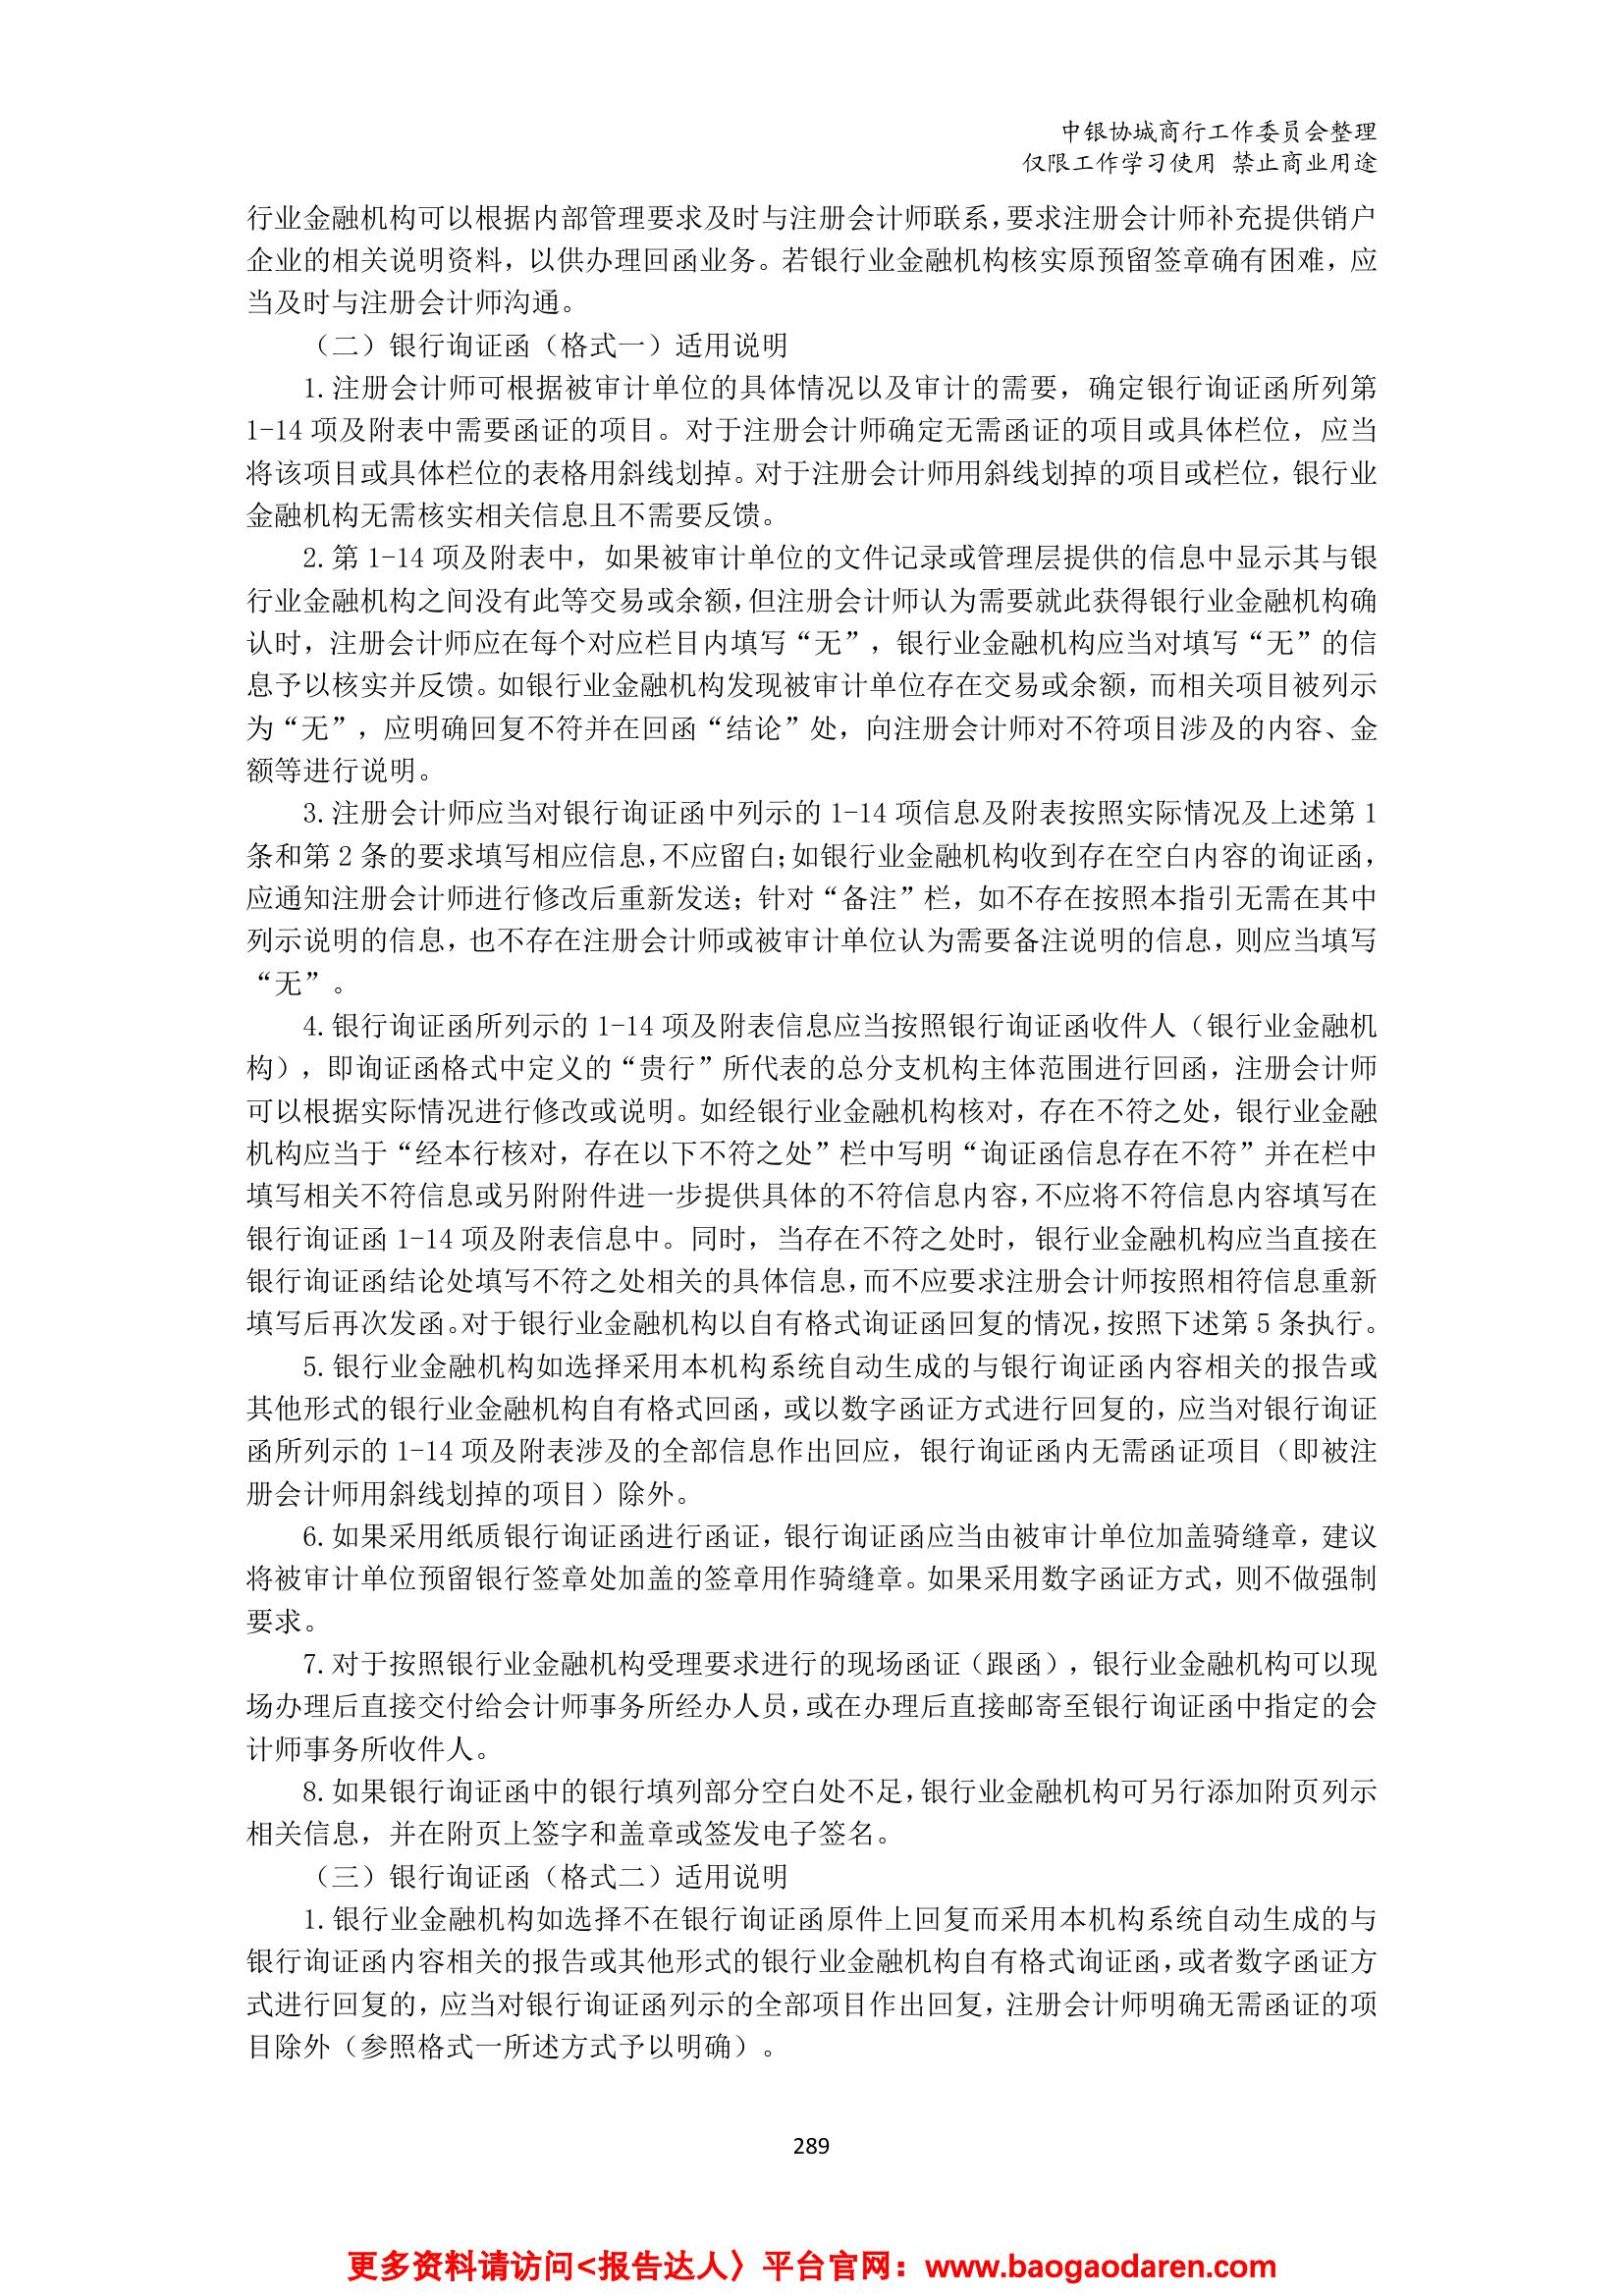 中银协城商行工作委员会整理
仅限工作学习使用 禁止商业用途
行业金融机构可以根据内部管理要求及时与注册会计师联系，要求注册会计师补充提供销户
企业的相关说明资料，以供办理回函业务。若银行业金融机构核实原预留签章确有困难，应
当及时与注册会计师沟通。
（二）银行询证函（格式一）适用说明
1.注册会计师可根据被审计单位的具体情况以及审计的需要，确定银行询证函所列第
1-14 项及附表中需要函证的项目。对于注册会计师确定无需函证的项目或具体栏位，应当
将该项目或具体栏位的表格用斜线划掉。对于注册会计师用斜线划掉的项目或栏位，银行业
金融机构无需核实相关信息且不需要反馈。
2.第 1-14 项及附表中，如果被审计单位的文件记录或管理层提供的信息中显示其与银
行业金融机构之间没有此等交易或余额，但注册会计师认为需要就此获得银行业金融机构确
认时，注册会计师应在每个对应栏目内填写“无”，银行业金融机构应当对填写“无”的信
息予以核实并反馈。如银行业金融机构发现被审计单位存在交易或余额，而相关项目被列示
为“无”，应明确回复不符并在回函“结论”处，向注册会计师对不符项目涉及的内容、金
额等进行说明。
3.注册会计师应当对银行询证函中列示的 1-14 项信息及附表按照实际情况及上述第 1
条和第 2 条的要求填写相应信息，不应留白；如银行业金融机构收到存在空白内容的询证函，
应通知注册会计师进行修改后重新发送；针对“备注”栏，如不存在按照本指引无需在其中
列示说明的信息，也不存在注册会计师或被审计单位认为需要备注说明的信息，则应当填写
“无”。
4.银行询证函所列示的 1-14 项及附表信息应当按照银行询证函收件人（银行业金融机
构），即询证函格式中定义的“贵行”所代表的总分支机构主体范围进行回函，注册会计师
可以根据实际情况进行修改或说明。如经银行业金融机构核对，存在不符之处，银行业金融
机构应当于“经本行核对，存在以下不符之处”栏中写明“询证函信息存在不符”并在栏中
填写相关不符信息或另附附件进一步提供具体的不符信息内容，不应将不符信息内容填写在
银行询证函 1-14 项及附表信息中。同时，当存在不符之处时，银行业金融机构应当直接在
银行询证函结论处填写不符之处相关的具体信息，而不应要求注册会计师按照相符信息重新
填写后再次发函。对于银行业金融机构以自有格式询证函回复的情况，按照下述第 5 条执行。
5.银行业金融机构如选择采用本机构系统自动生成的与银行询证函内容相关的报告或
其他形式的银行业金融机构自有格式回函，或以数字函证方式进行回复的，应当对银行询证
函所列示的 1-14 项及附表涉及的全部信息作出回应，银行询证函内无需函证项目（即被注
册会计师用斜线划掉的项目）除外。
6.如果采用纸质银行询证函进行函证，银行询证函应当由被审计单位加盖骑缝章，建议
将被审计单位预留银行签章处加盖的签章用作骑缝章。如果采用数字函证方式，则不做强制
要求。
7.对于按照银行业金融机构受理要求进行的现场函证（跟函），银行业金融机构可以现
场办理后直接交付给会计师事务所经办人员，或在办理后直接邮寄至银行询证函中指定的会
计师事务所收件人。
8.如果银行询证函中的银行填列部分空白处不足，银行业金融机构可另行添加附页列示
相关信息，并在附页上签字和盖章或签发电子签名。
（三）银行询证函（格式二）适用说明
1.银行业金融机构如选择不在银行询证函原件上回复而采用本机构系统自动生成的与
银行询证函内容相关的报告或其他形式的银行业金融机构自有格式询证函，或者数字函证方
式进行回复的，应当对银行询证函列示的全部项目作出回复，注册会计师明确无需函证的项
目除外（参照格式一所述方式予以明确）。
289
更多资料请访问<报告达人〉平台官网：www.baogaodaren.com